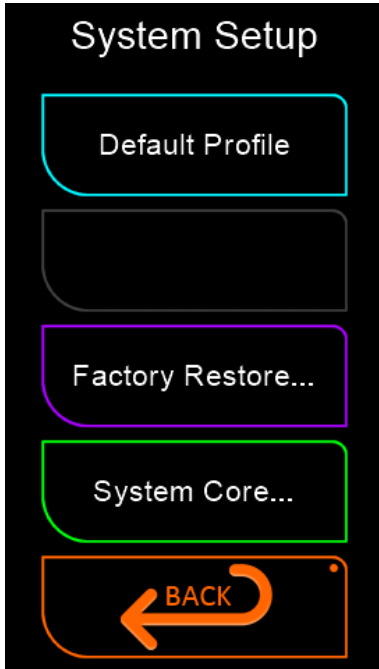 System Setup
Default Profile
Factory Restore...
System Core...
BACK